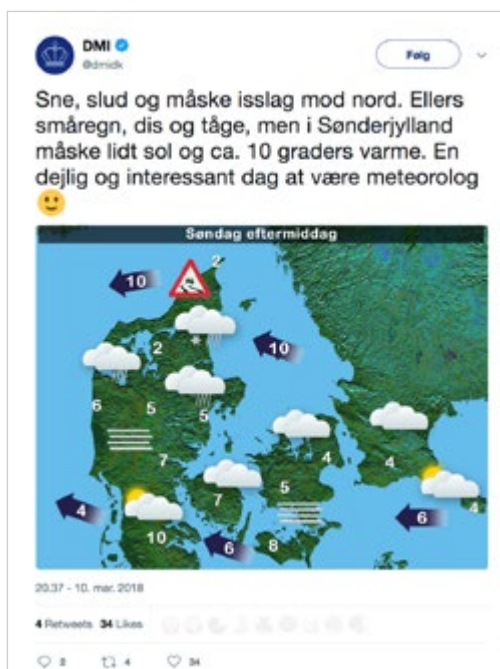 DMI
@dmidk
Følg
Sne, slud og måske isslag mod nord. Ellers
småregn, dis og tåge, men i Sønderjylland
måske lidt sol og ca. 10 graders varme. En
dejlig og interessant dag at være meteorolog
Søndag eftermiddag
2
10
10
2
6
5
5
4
4
7
5
7
4
4
6
10
6
8
20.37 - 10. mar. 2018
4 Retweets 34 Likes
2 4 34